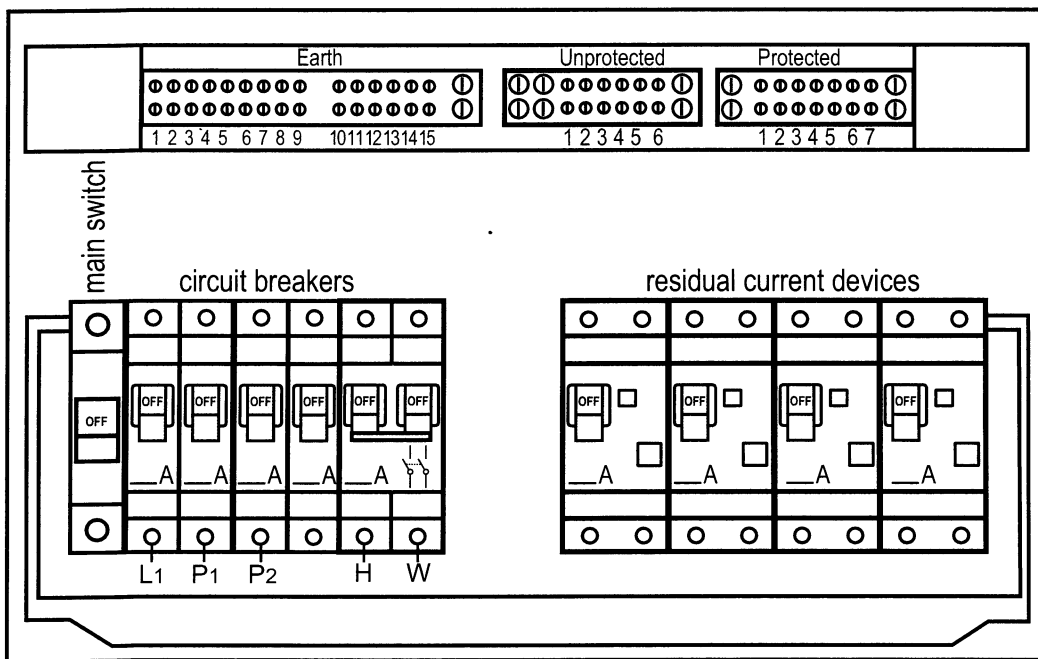 Earth Unprotected Protected
1 2 3 4 5 6 7 8 9 10 11 12 13 14 15 1 2 3 4 5 6 1 2 3 4 5 6 7
main switch
circuit breakers residual current devices
OFF OFF OFF OFF OFF OFF OFF OFF OFF OFF OFF
__A __A __A __A __A __A __A __A __A
L1 P1 P2 H W